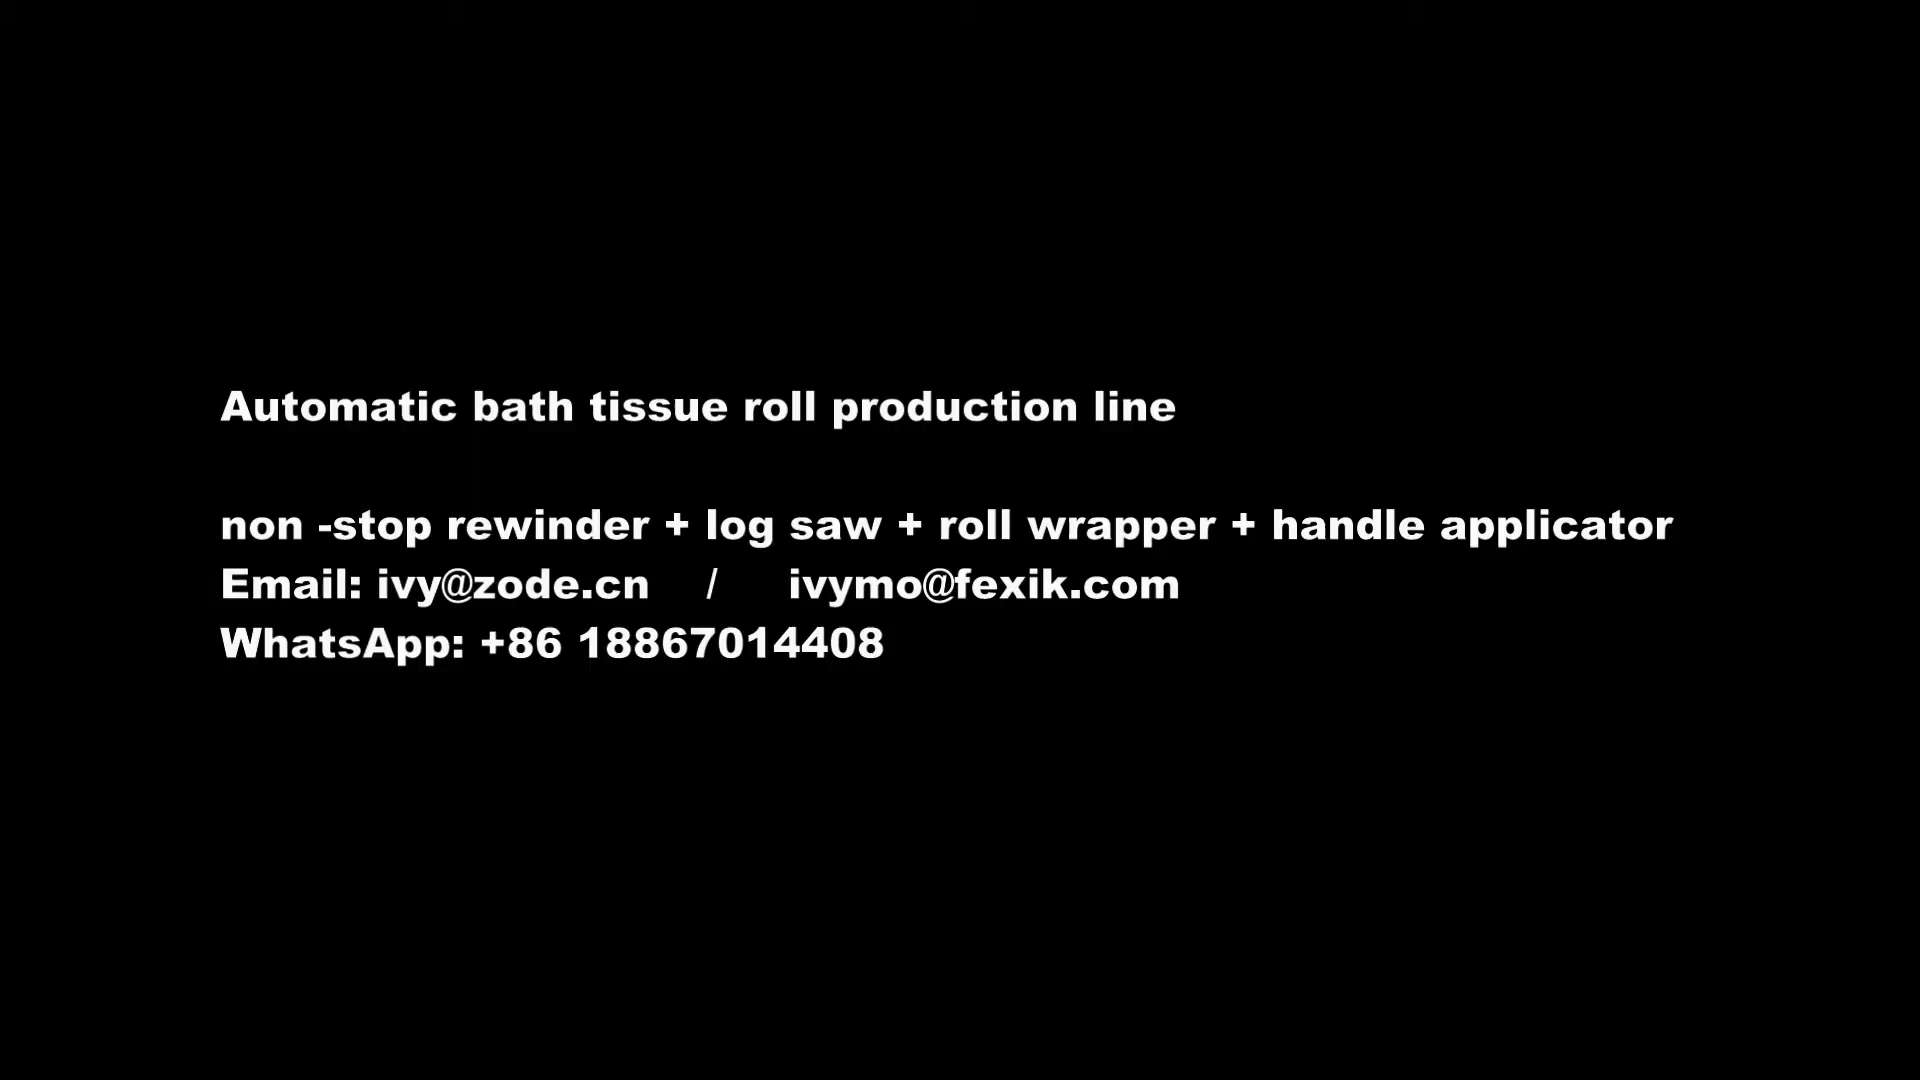 Automatic bath tissue roll production line
non -stop rewinder + log saw + roll wrapper + handle applicator
Email: ivy@zode.cn / ivymo@fexik.com
WhatsApp: +86 18867014408